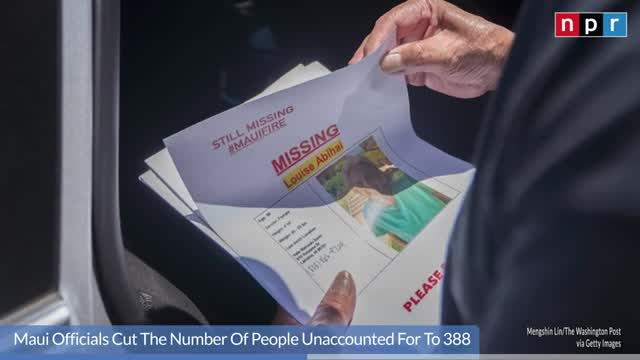 npr
STILL MISSING
#MAUIFIRE
MISSING
Louise Abihai
PLEASE
Mengshin Lin/The Washington Post
via Getty Images
Maui Officials Cut The Number Of People Unaccounted For To 388